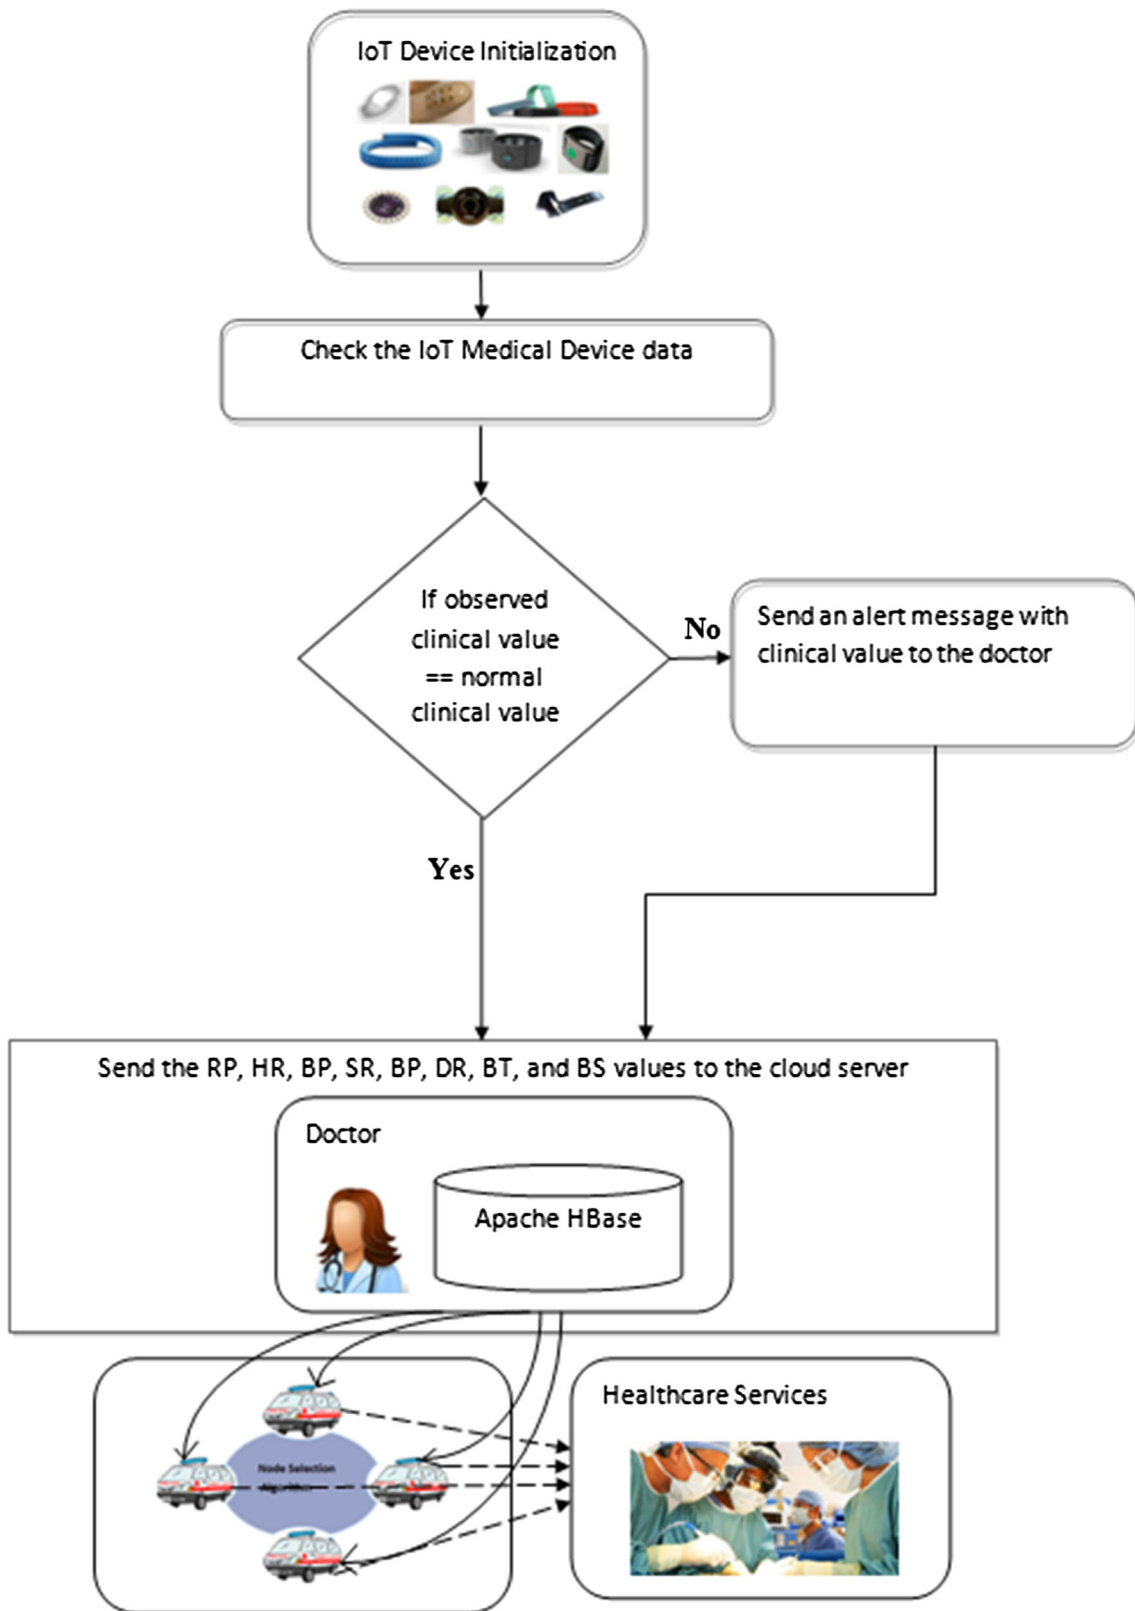 IoT Device Initialization
Check the IoT Medical Device data
If observed
clinical value
== normal
clinical value
No
Send an alert message with
clinical value to the doctor
Yes
Send the RP, HR, BP, SR, BP, DR, BT, and BS values to the cloud server
Doctor
Apache HBase
Node Selection
Algorithm
Healthcare Services